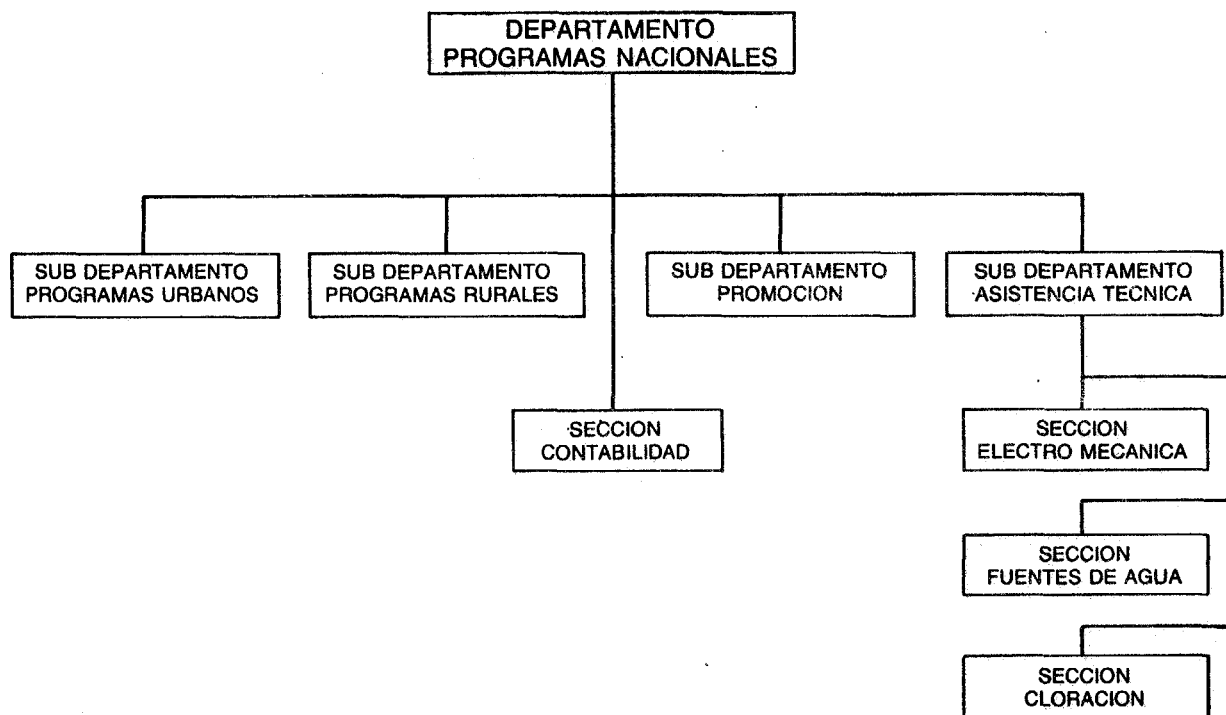 DEPARTAMENTO
PROGRAMAS NACIONALES
SUB DEPARTAMENTO
PROGRAMAS URBANOS
SUB DEPARTAMENTO
PROGRAMAS RURALES
SUB DEPARTAMENTO
PROMOCION
SUB DEPARTAMENTO
ASISTENCIA TECNICA
SECCION
CONTABILIDAD
SECCION
ELECTRO MECANICA
SECCION
FUENTES DE AGUA
SECCION
CLORACION